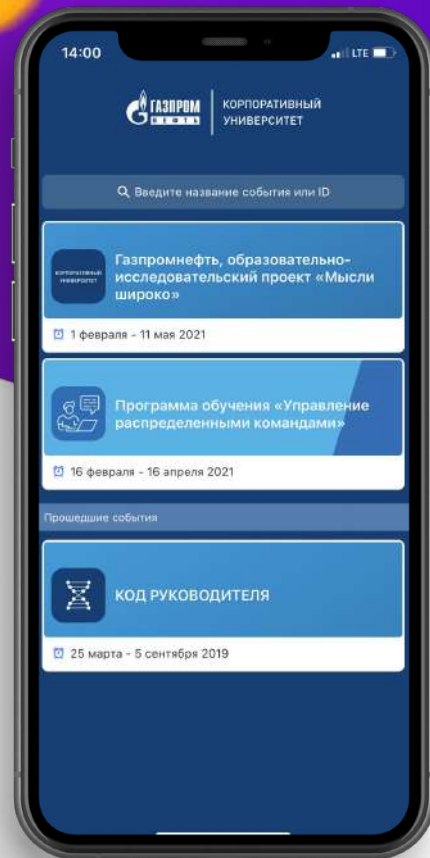 14:00
LTE
ГАЗПРОМ
НЕФТЬ
КОРПОРАТИВНЫЙ
УНИВЕРСИТЕТ
Введите название события или ID
КОРПОРАТИВНЫЙ
УНИВЕРСИТЕТ
Газпромнефть, образовательно-
исследовательский проект «Мысли
широко»
1 февраля - 11 мая 2021
Программа обучения «Управление
распределенными командами»
16 февраля - 16 апреля 2021
Прошедшие события
КОД РУКОВОДИТЕЛЯ
25 марта - 5 сентября 2019